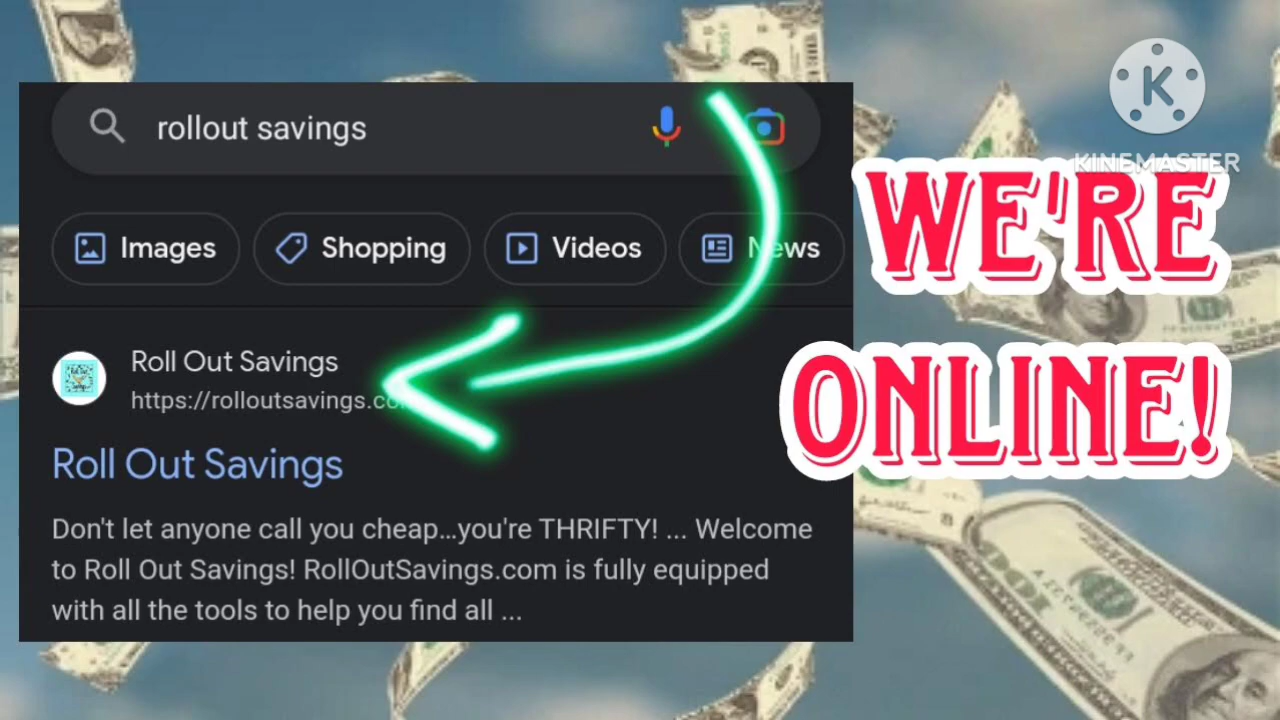 rollout savings
Images
Shopping
Videos
News
Roll Out Savings
https://rolloutsavings.co
Roll Out Savings
Don't let anyone call you cheap...you're THRIFTY! ... Welcome
to Roll Out Savings! RollOutSavings.com is fully equipped
with all the tools to help you find all ...
K
KINEMASTER
WE'RE
ONLINE!
100